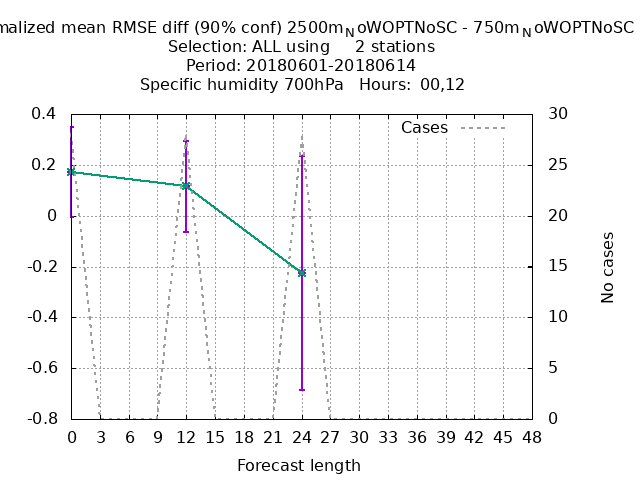 malized mean RMSE diff (90% conf) 2500mNoWOPTNoSC - 750mNoWOPTNoSC
Selection: ALL using 2 stations
Period: 20180601-20180614
Specific humidity 700hPa Hours: 00,12
Cases
0.4
0.2
0
-0.2
-0.4
-0.6
-0.8
30
25
20
15
10
5
0
No cases
0 3 6 9 12 15 18 21 24 27 30 33 36 39 42 45 48
Forecast length